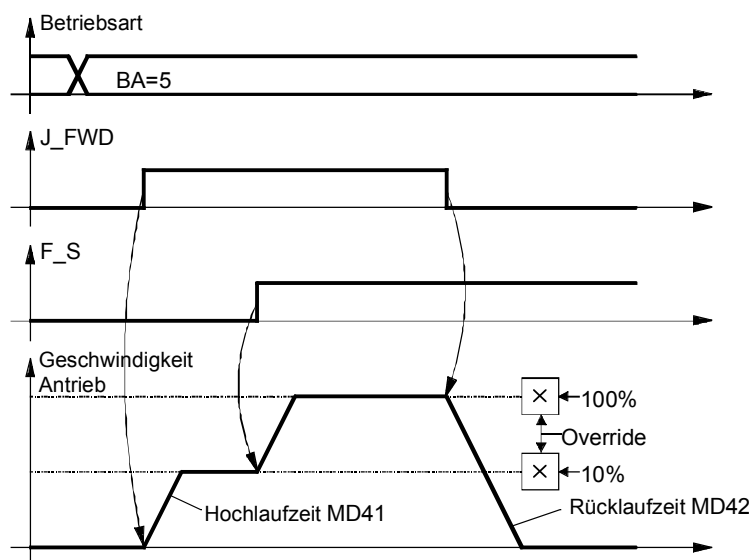 Betriebsart
BA=5
J_FWD
F_S
Geschwindigkeit
Antrieb
100%
Override
10%
Hochlaufzeit MD41
Rücklaufzeit MD42